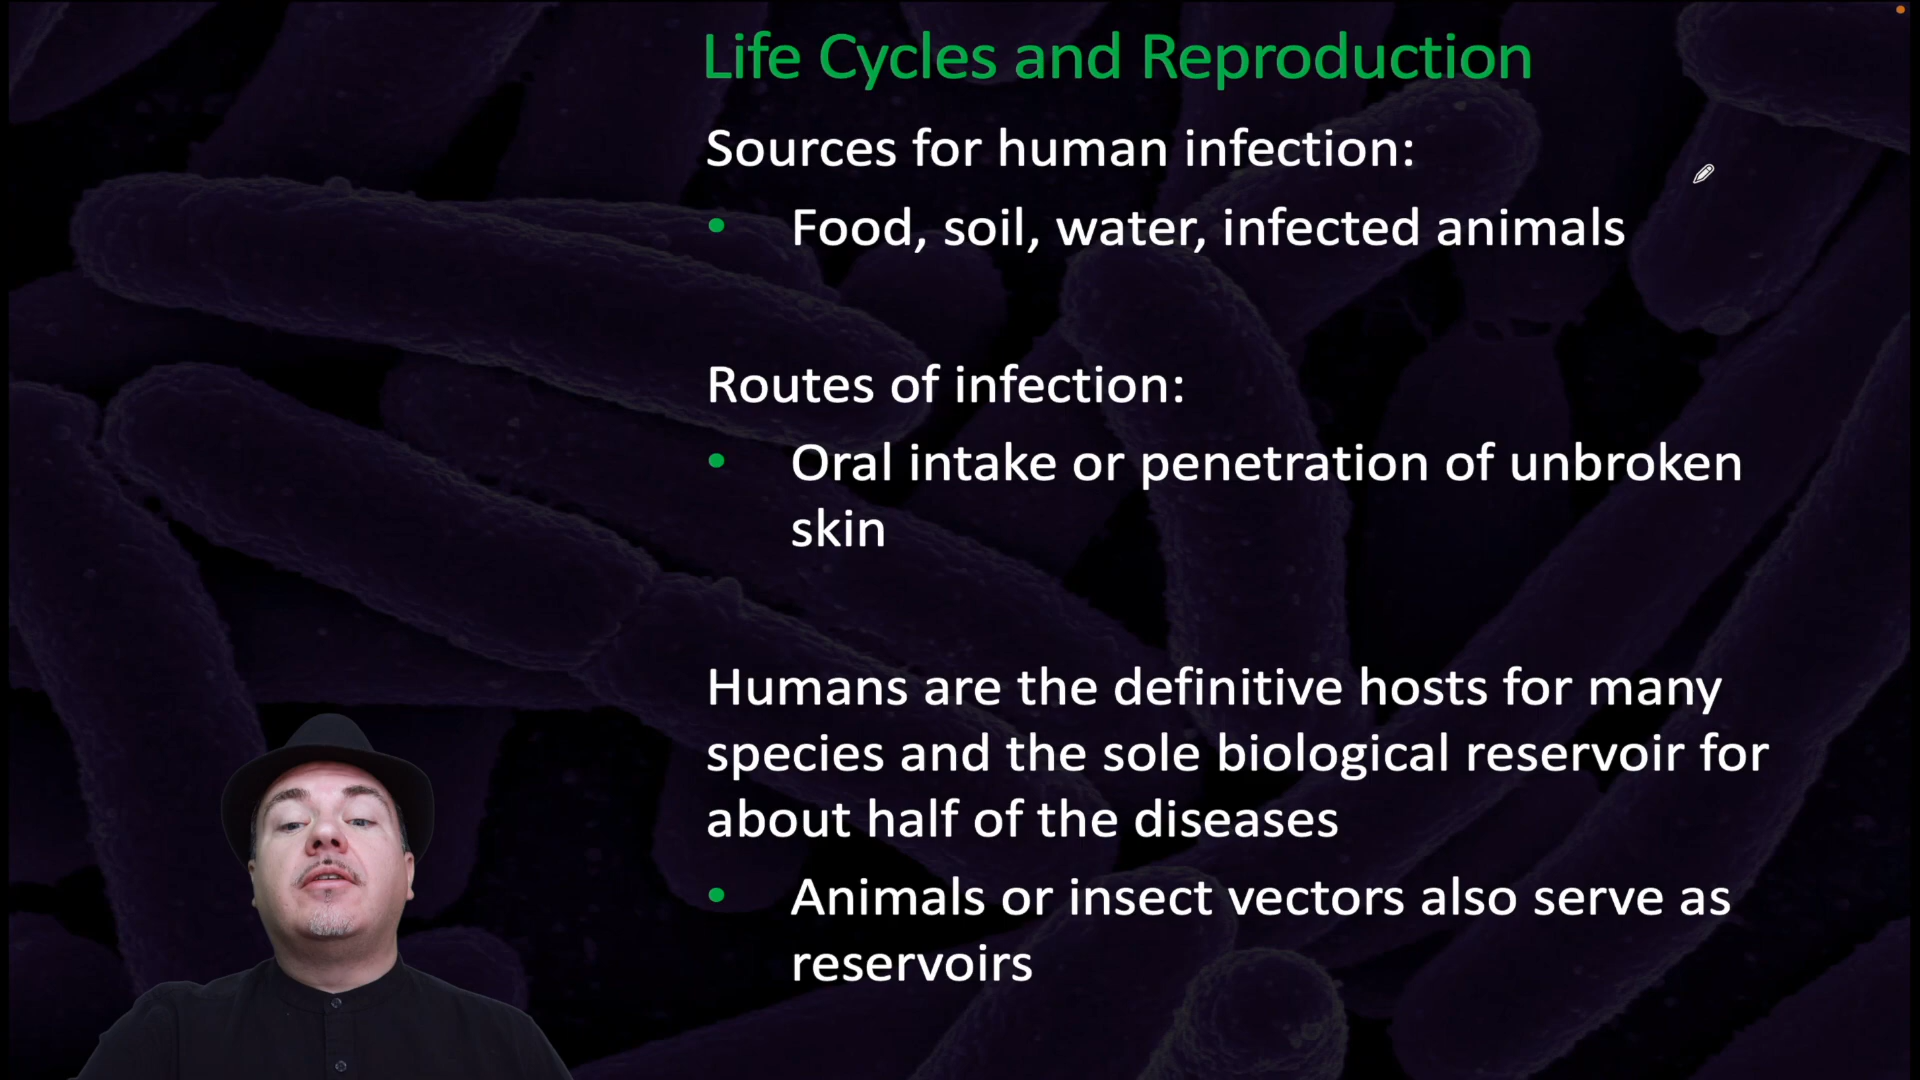 Life Cycles and Reproduction
Sources for human infection:
• Food, soil, water, infected animals
Routes of infection:
• Oral intake or penetration of unbroken
skin
Humans are the definitive hosts for many
species and the sole biological reservoir for
about half of the diseases
• Animals or insect vectors also serve as
reservoirs